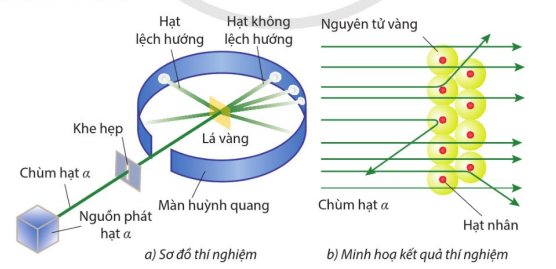 Hạt
lệch hướng
Hạt không
lệch hướng
Khe hẹp
Lá vàng
Chùm hạt α
Màn huỳnh quang
Nguồn phát
hạt α
a) Sơ đồ thí nghiệm
Nguyên tử vàng
Chùm hạt α
Hạt nhân
b) Minh hoạ kết quả thí nghiệm